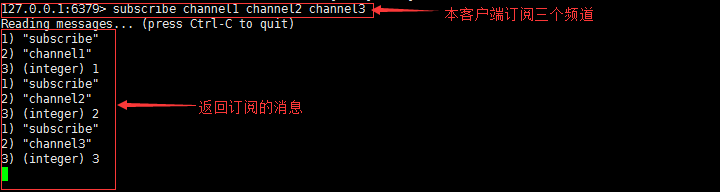 127.0.0.1:6379> subscribe channel1 channel2 channel3
本客户端订阅三个频道
Reading messages... (press Ctrl-C to quit)
1) "subscribe"
2) "channel1"
3) (integer) 1
1) "subscribe"
2) "channel2"
返回订阅的消息
3) (integer) 2
1) "subscribe"
2) "channel3"
3) (integer) 3